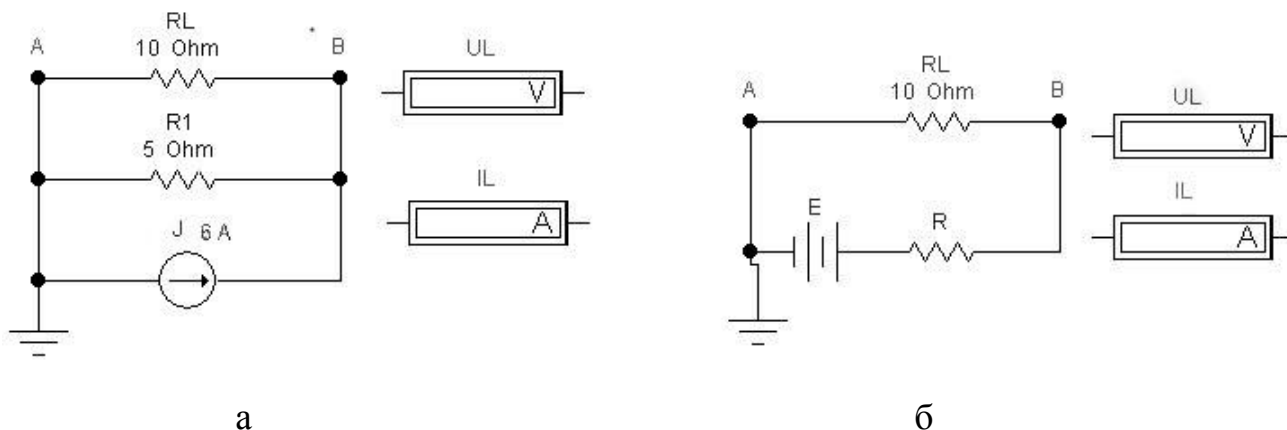 RL
A 10 Ohm B
R1
5 Ohm
J 6 A
UL
V
IL
A
RL
A 10 Ohm B
E R
UL
V
IL
A
а б